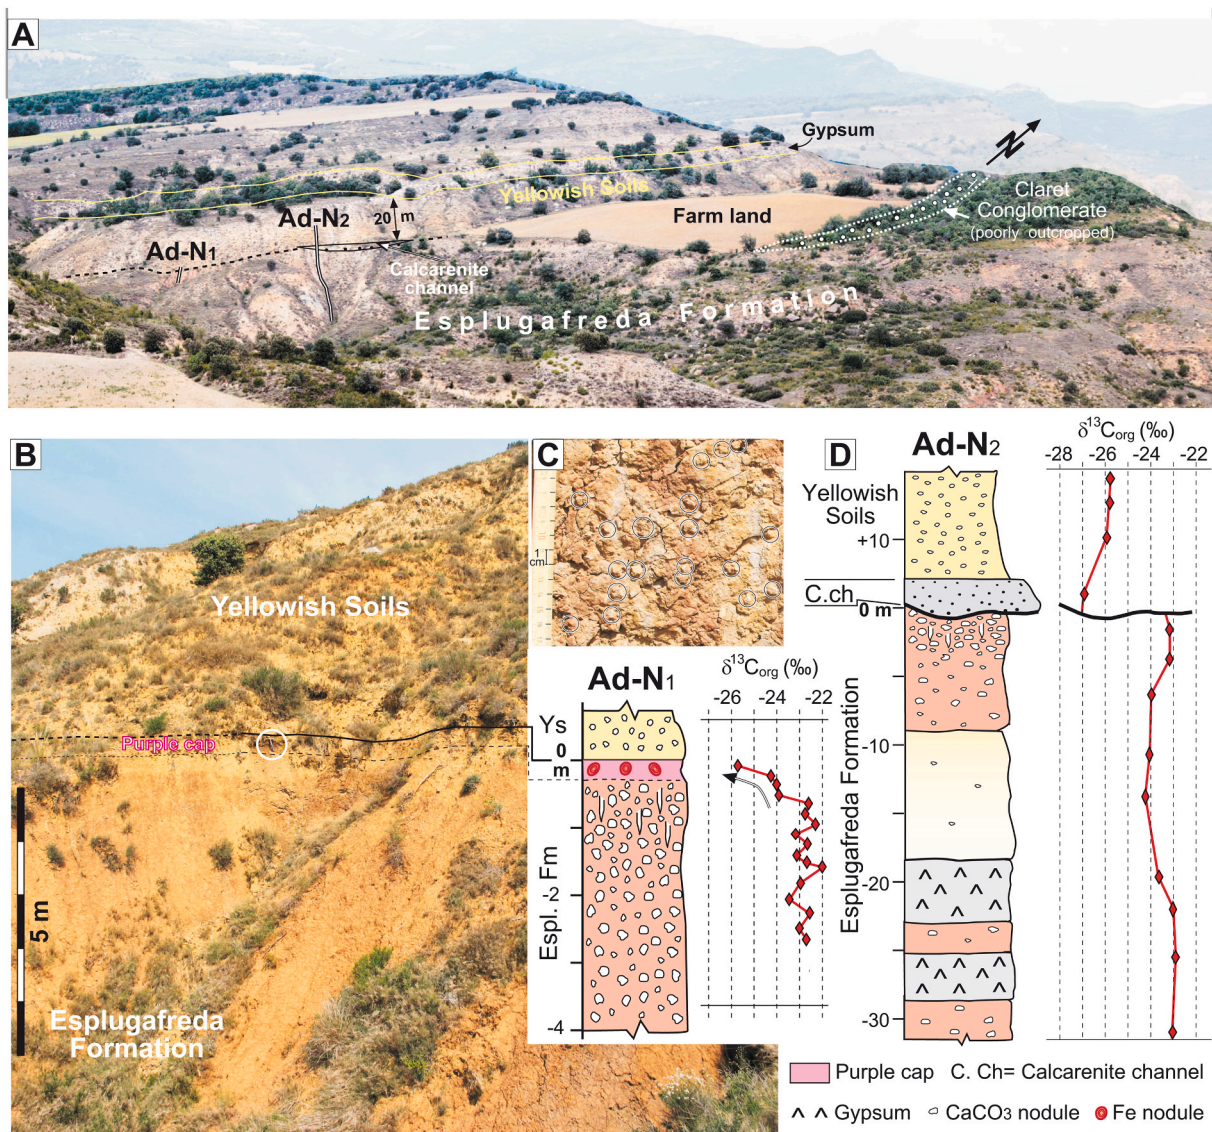 A
Gypsum
N
Yellowish Soils
Claret
Conglomerate
(poorly outcropped)
Ad-N2
20 m
Farm land
Ad-N1
Calcarenite
channel
Esplugafreda Formation
B
Yellowish Soils
Purple cap
5 m
Esplugafreda
Formation
C
1
cm
Ad-N1
δ13Corg (‰)
-26 -24 -22
Ys
0
m
-2
Espl. Fm
-4
D
Ad-N2
δ13Corg (‰)
-28 -26 -24 -22
Yellowish
Soils
+10
C.ch
0 m
Esplugafreda Formation
-10
-20
-30
Purple cap C. Ch= Calcarenite channel
Gypsum CaCO3 nodule Fe nodule